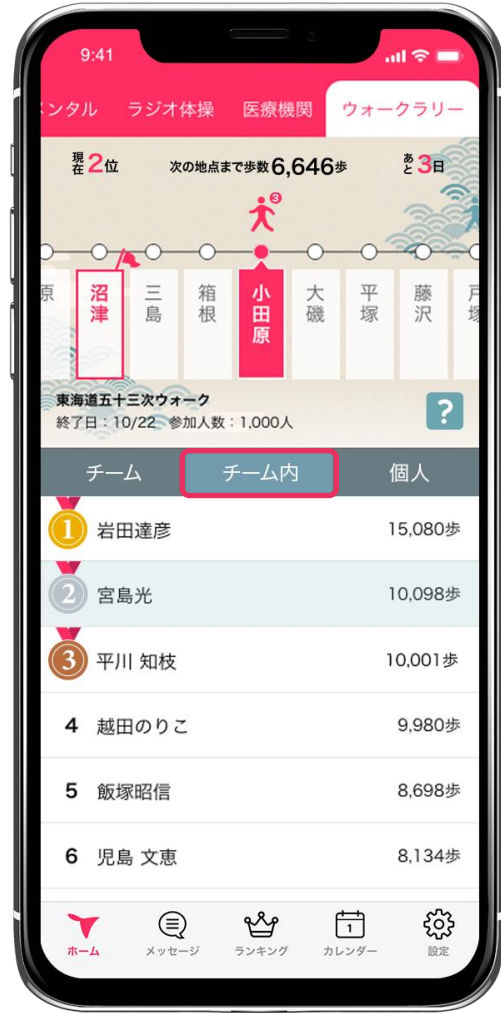 9:41
ンタル ラジオ体操 医療機関 ウォークラリー
現在2位 次の地点まで歩数6,646歩 あと3日
3
原 沼津 三島 箱根 小田原 大磯 平塚 藤沢 戸塚
東海道五十三次ウォーク
終了日:10/22 参加人数:1,000人
?
チーム チーム内 個人
1 岩田達彦 15,080歩
2 宮島光 10,098歩
3 平川 知枝 10,001歩
4 越田のりこ 9,980歩
5 飯塚昭信 8,698歩
6 児島 文恵 8,134歩
1
ホーム メッセージ ランキング カレンダー 設定